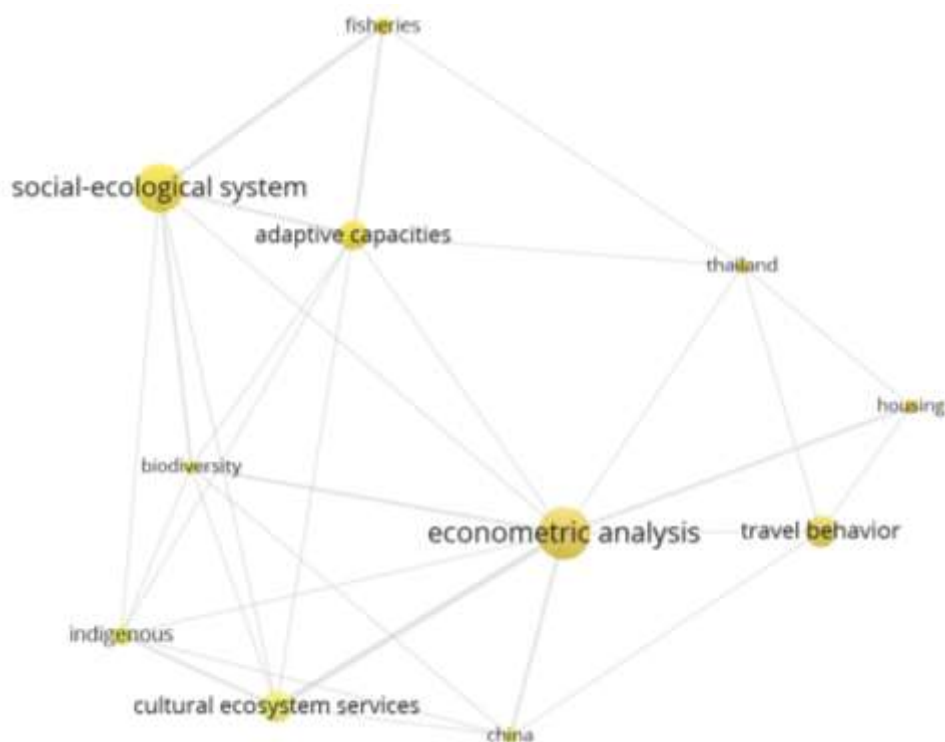 fisheries
social-ecological system
adaptive capacities
thailand
housing
biodiversity
econometric analysis
travel behavior
indigenous
cultural ecosystem services
china